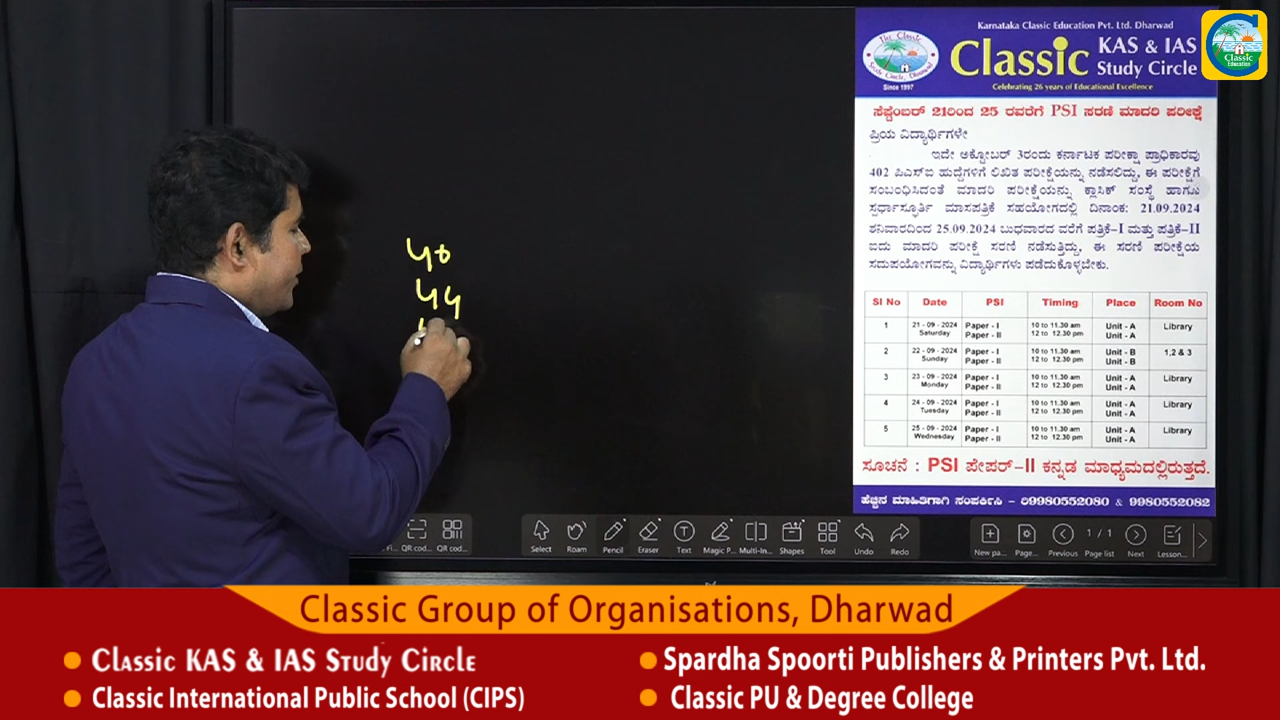 40
44
Karnataka Classic Education Pvt. Ltd. Dharwad
The Classic
Study Circle, Dharwad
Since 1997
Classic KAS & IAS Study Circle
Celebrating 26 years of Educational Excellence
Classic
Education
ಸೆಪ್ಟೆಂಬರ್ 21ರಿಂದ 25 ರವರೆಗೆ PSI ಸರಣಿ ಮಾದರಿ ಪರೀಕ್ಷೆ
ಪ್ರಿಯ ವಿದ್ಯಾರ್ಥಿಗಳೇ
ಇದೇ ಅಕ್ಟೋಬರ್ 3ರಂದು ಕರ್ನಾಟಕ ಪರೀಕ್ಷಾ ಪ್ರಾಧಿಕಾರವು
402 ಪಿಎಸ್ಐ ಹುದ್ದೆಗಳಿಗೆ ಲಿಖಿತ ಪರೀಕ್ಷೆಯನ್ನು ನಡೆಸಲಿದ್ದು, ಈ ಪರೀಕ್ಷೆಗೆ
ಸಂಬಂಧಿಸಿದಂತೆ ಮಾದರಿ ಪರೀಕ್ಷೆಯನ್ನು ಕ್ಲಾಸಿಕ್ ಸಂಸ್ಥೆ ಹಾಗೂ
ಸ್ಪರ್ಧಾಸ್ಫೂರ್ತಿ ಮಾಸಪತ್ರಿಕೆ ಸಹಯೋಗದಲ್ಲಿ ದಿನಾಂಕ: 21.09.2024
ಶನಿವಾರದಿಂದ 25.09.2024 ಬುಧವಾರದ ವರೆಗೆ ಪತ್ರಿಕೆ-I ಮತ್ತು ಪತ್ರಿಕೆ-II
ಐದು ಮಾದರಿ ಪರೀಕ್ಷೆ ಸರಣಿ ನಡೆಸುತ್ತಿದ್ದು, ಈ ಸರಣಿ ಪರೀಕ್ಷೆಯ
ಸದುಪಯೋಗವನ್ನು ವಿದ್ಯಾರ್ಥಿಗಳು ಪಡೆದುಕೊಳ್ಳಬೇಕು.
Sl No Date PSI Timing Place Room No
1 21 - 09 - 2024 Saturday Paper - I Paper - II 10 to 11.30 am 12 to 12.30 pm Unit - A Unit - A Library
2 22 - 09 - 2024 Sunday Paper - I Paper - II 10 to 11.30 am 12 to 12.30 pm Unit - B Unit - B 1,2 & 3
3 23 - 09 - 2024 Monday Paper - I Paper - II 10 to 11.30 am 12 to 12.30 pm Unit - A Unit - A Library
4 24 - 09 - 2024 Tuesday Paper - I Paper - II 10 to 11.30 am 12 to 12.30 pm Unit - A Unit - A Library
5 25 - 09 - 2024 Wednesday Paper - I Paper - II 10 to 11.30 am 12 to 12.30 pm Unit - A Unit - A Library
ಸೂಚನೆ : PSI ಪೇಪರ್-II ಕನ್ನಡ ಮಾಧ್ಯಮದಲ್ಲಿರುತ್ತದೆ.
ಹೆಚ್ಚಿನ ಮಾಹಿತಿಗಾಗಿ ಸಂಪರ್ಕಿಸಿ - 09980552080 & 9980552082
QR cod... QR cod... Select Roam Pencil Eraser Text Magic P... Multi-In... Shapes Tool Undo Redo New pa... Page... Previous 1 / 1 Page list Next Lesson...
Classic Group of Organisations, Dharwad
Classic KAS & IAS Study Circle
Spardha Spoorti Publishers & Printers Pvt. Ltd.
Classic International Public School (CIPS)
Classic PU & Degree College